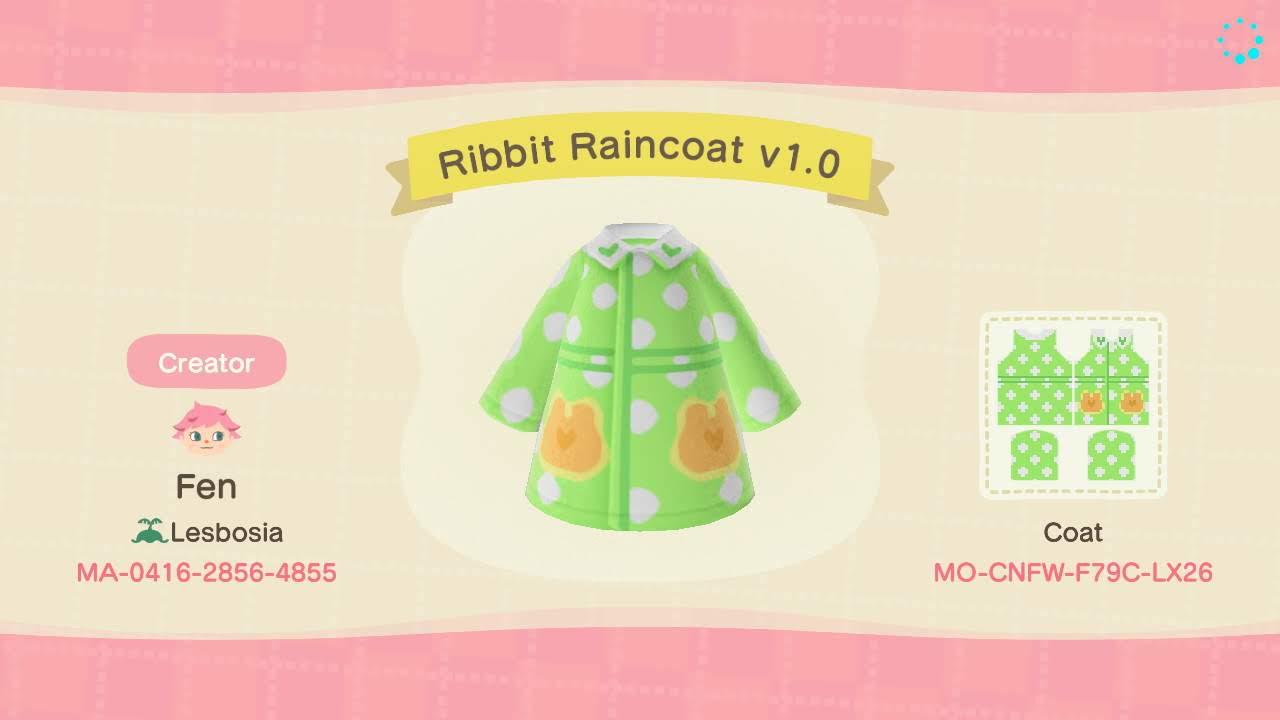 Ribbit Raincoat v1.0
Creator
Fen
Lesbosia
MA-0416-2856-4855
Coat
MO-CNFW-F79C-LX26